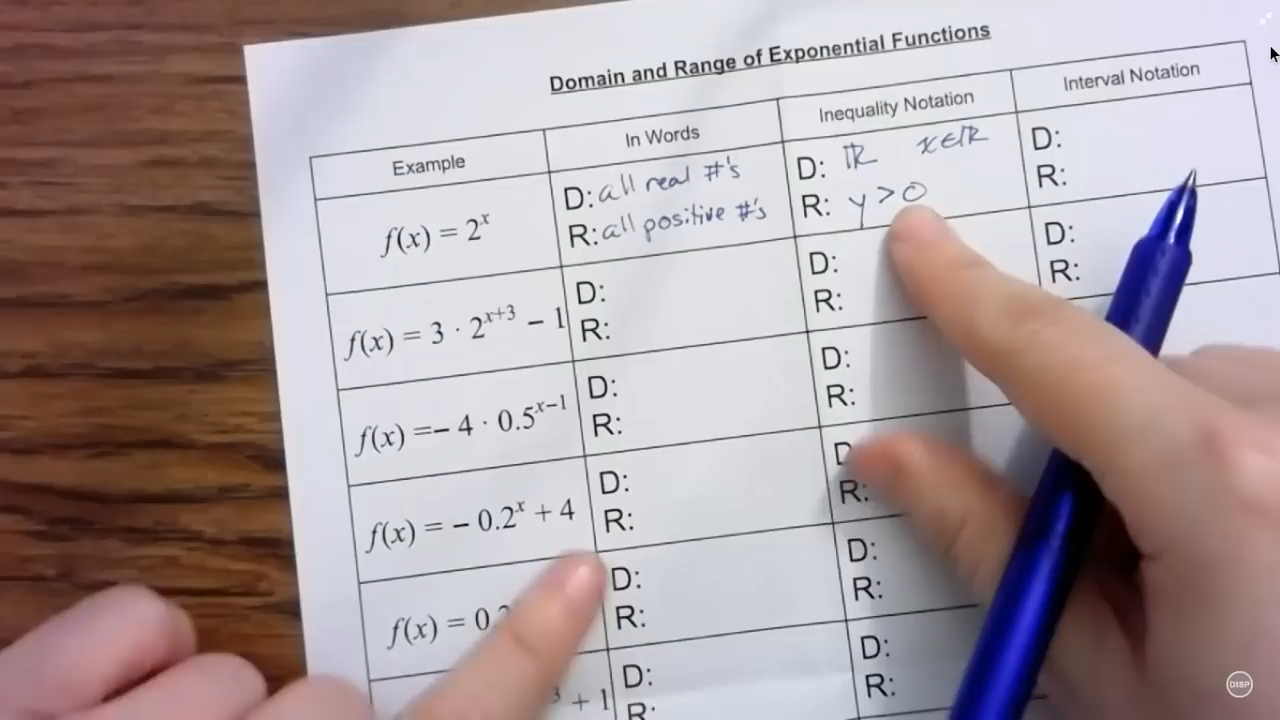 Domain and Range of Exponential Functions
Example In Words Inequality Notation Interval Notation
f(x) = 2^x
D: all real #'s
R: all positive #'s
D: ℝ x∈ℝ
R: y > 0
D:
R:
f(x) = 3 · 2^{x+3} − 1
D:
R:
D:
R:
D:
R:
f(x) =− 4 · 0.5^{x−1}
D:
R:
D:
R:
f(x) = − 0.2^x + 4
D:
R:
R:
f(x) = 0.
D:
R:
D:
R:
+ 1
D:
R:
D:
R:
DISP